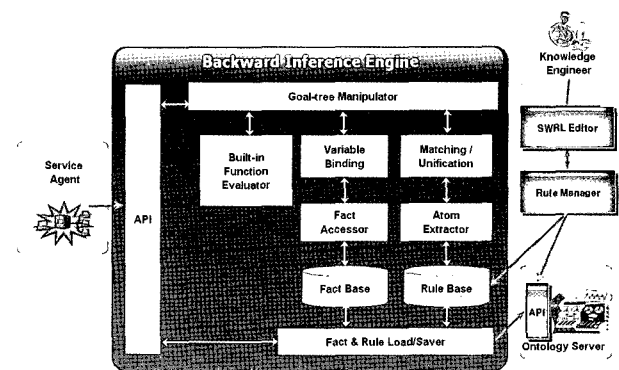 Backward Inference Engine
Knowledge
Engineer
Goal-tree Manipulator
SWRL Editor
Service
Agent
API
Built-in
Function
Evaluator
Variable
Binding
Matching /
Unification
Rule Manager
Fact
Accessor
Atom
Extractor
Fact Base
Rule Base
API
Fact & Rule Load/Saver
Ontology Server